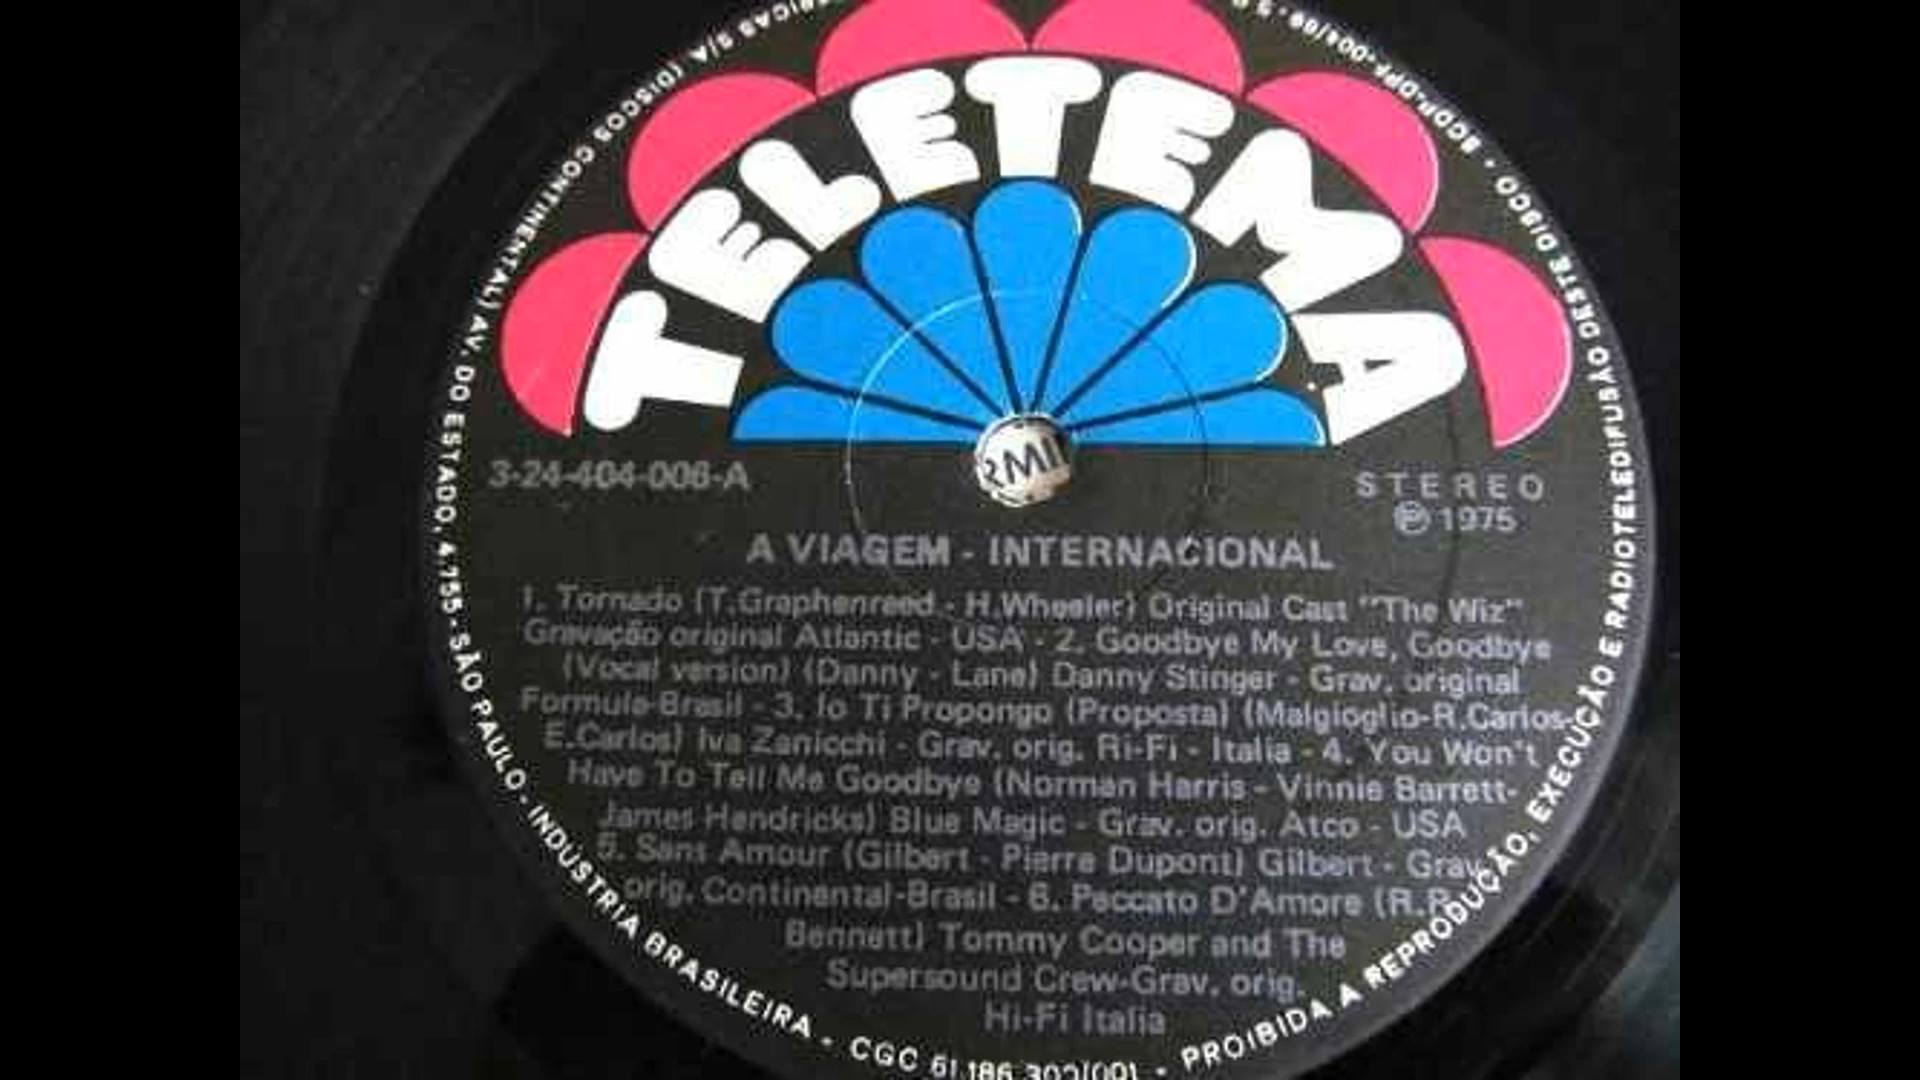 TELETEMA
3-24-404-006-A
STEREO
Ⓟ 1975
A VIAGEM - INTERNACIONAL
1. Tornado (T.Graphenreed - H.Wheeler) Original Cast "The Wiz"
Gravação original Atlantic - USA - 2. Goodbye My Love, Goodbye
(Vocal version) (Danny - Lane) Danny Stinger - Grav. original
Formula-Brasil - 3. Io Ti Propongo (Proposta) (Malgioglio-R.Carlos-
E.Carlos) Iva Zanicchi - Grav. orig. Ri-Fi - Italia - 4. You Won't
Have To Tell Me Goodbye (Norman Harris - Vinnie Barrett-
James Hendricks) Blue Magic - Grav. orig. Atco - USA
5. Sant Amour (Gilbert - Pierre Dupont) Gilbert - Grav.
orig. Continental-Brasil - 6. Peccato D'Amore (R.R.
Bennett) Tommy Cooper and The
Supersound Crew-Grav. orig.
Hi-Fi Italia
S/A (DISCOS CONTINENTAL) AV. DO ESTADO, 4.755 - SÃO PAULO - INDÚSTRIA BRASILEIRA - CGC 61.186. - PROIBIDA A REPRODUÇÃO, EXECUÇÃO E RADIOTELEDIFUSÃO DESTE DISCO • SCDP-DPF-004/69